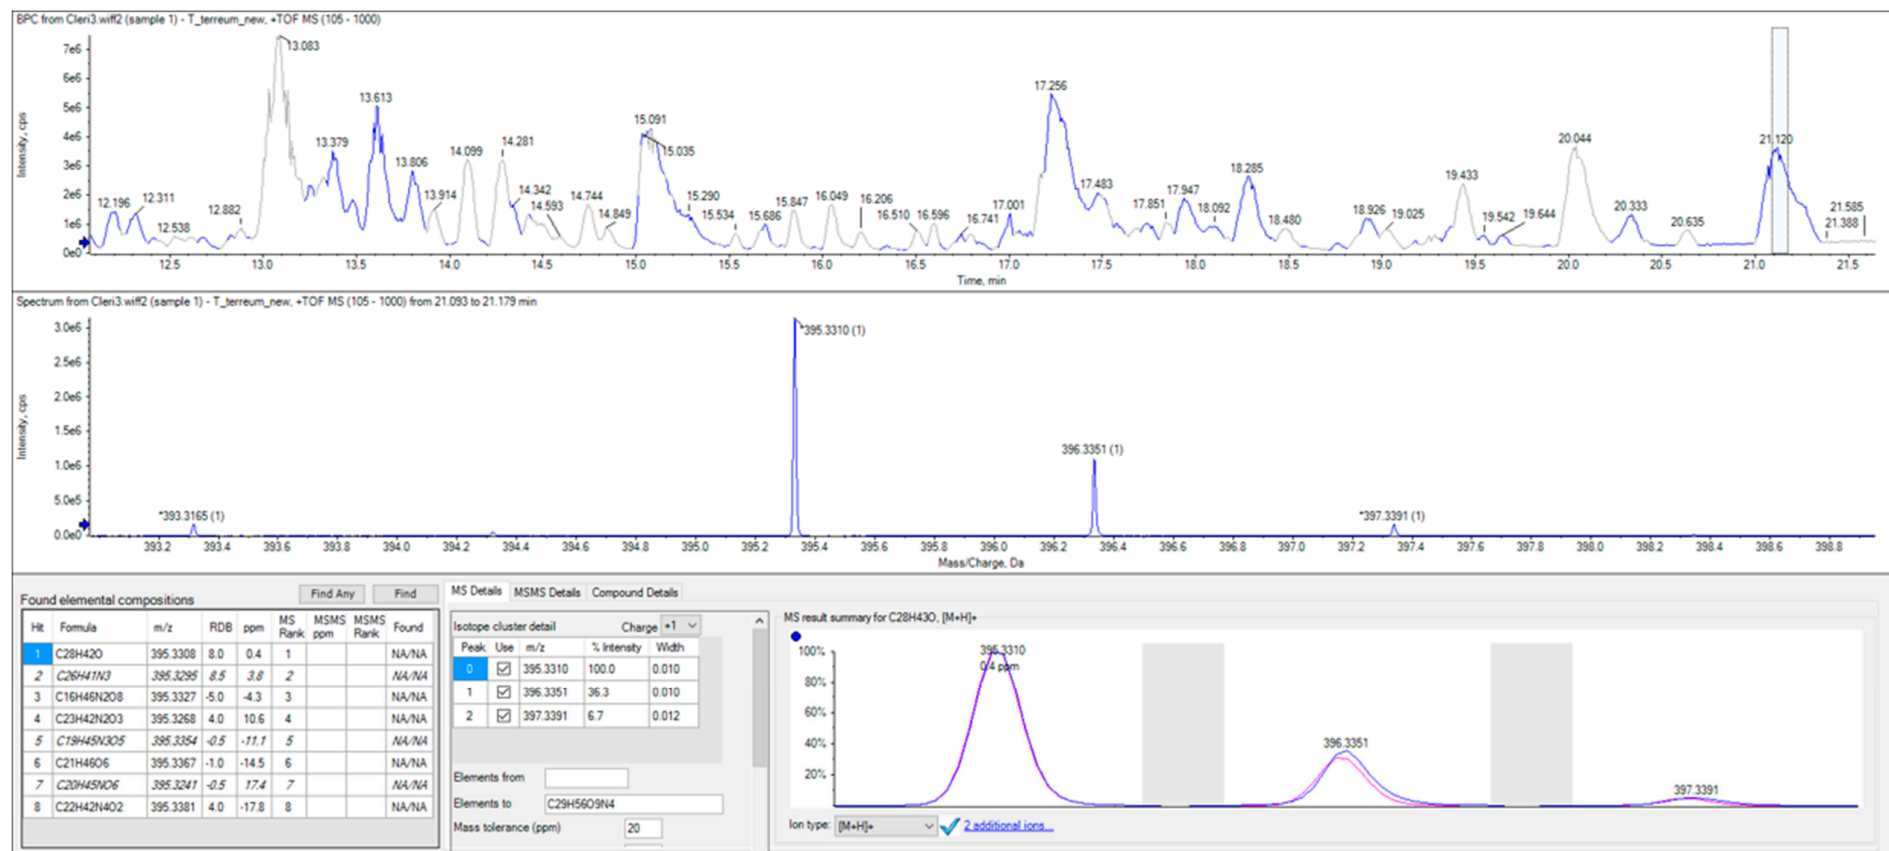 BPC from Cleri3.wiff2 (sample 1) - T_terreum_new, +TOF MS (105 - 1000)
Intensity, cps
7e6
6e6
5e6
4e6
3e6
2e6
1e6
0e0
12.196
12.311
12.538
12.882
13.083
13.379
13.613
13.806
13.914
14.099
14.281
14.342
14.593
14.744
14.849
15.091
15.035
15.290
15.534
15.686
15.847
16.049
16.206
16.510
16.596
16.741
17.001
17.256
17.483
17.851
17.947
18.092
18.285
18.480
18.926
19.025
19.433
19.542
19.644
20.044
20.333
20.635
21.120
21.585
21.388
12.5 13.0 13.5 14.0 14.5 15.0 15.5 16.0 16.5 17.0 17.5 18.0 18.5 19.0 19.5 20.0 20.5 21.0 21.5
Time, min
Spectrum from Cleri3.wiff2 (sample 1) - T_terreum_new, +TOF MS (105 - 1000) from 21.093 to 21.179 min
Intensity, cps
3.0e6
2.5e6
2.0e6
1.5e6
1.0e6
5.0e5
0.0e0
*393.3165 (1)
*395.3310 (1)
396.3351 (1)
*397.3391 (1)
393.2 393.4 393.6 393.8 394.0 394.2 394.4 394.6 394.8 395.0 395.2 395.4 395.6 395.8 396.0 396.2 396.4 396.6 396.8 397.0 397.2 397.4 397.6 397.8 398.0 398.2 398.4 398.6 398.8
Mass/Charge, Da
Found elemental compositions
Find Any
Find
Hit Formula m/z RDB ppm MS Rank MSMS ppm MSMS Rank Found
1 C28H42O 395.3308 8.0 0.4 1 NA/NA
2 C26H41N3 395.3295 8.5 3.8 2 NA/NA
3 C16H46N2O8 395.3327 -5.0 -4.3 3 NA/NA
4 C23H42N2O3 395.3268 4.0 10.6 4 NA/NA
5 C19H45N3O5 395.3354 -0.5 -11.1 5 NA/NA
6 C21H46O6 395.3367 -1.0 -14.5 6 NA/NA
7 C20H45NO6 395.3241 -0.5 17.4 7 NA/NA
8 C22H42N4O2 395.3381 4.0 -17.8 8 NA/NA
MS Details
MSMS Details
Compound Details
Isotope cluster detail
Charge +1
Peak Use m/z % Intensity Width
0 395.3310 100.0 0.010
1 396.3351 36.3 0.010
2 397.3391 6.7 0.012
Elements from
Elements to C29H56O9N4
Mass tolerance (ppm) 20
MS result summary for C28H43O, [M+H]+
100%
80%
60%
40%
20%
395.3310
0.4 ppm
396.3351
397.3391
Ion type: [M+H]+
2 additional ions...